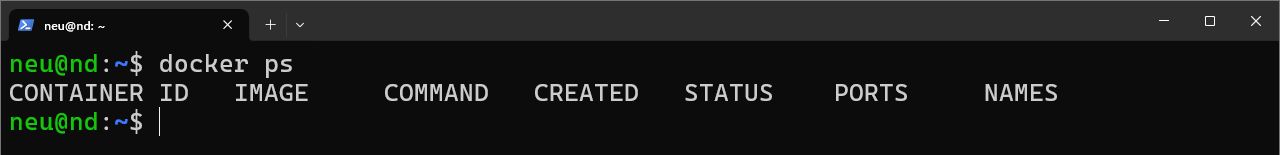 neu@nd: ~
neu@nd:~$ docker ps
CONTAINER ID   IMAGE     COMMAND   CREATED   STATUS    PORTS     NAMES
neu@nd:~$